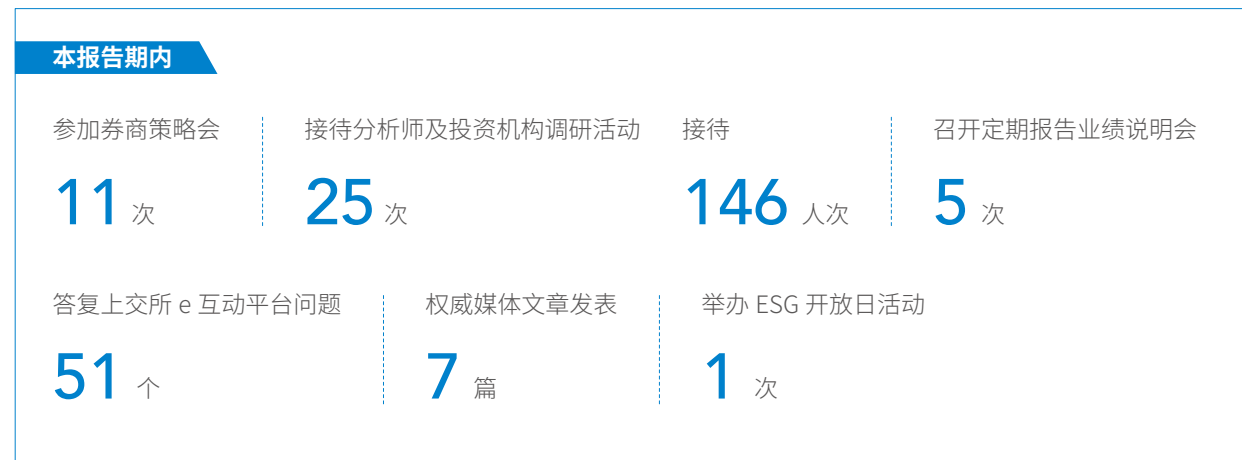 本报告期内
参加券商策略会
11 次
接待分析师及投资机构调研活动
25 次
接待
146 人次
召开定期报告业绩说明会
5 次
答复上交所 e 互动平台问题
51 个
权威媒体文章发表
7 篇
举办 ESG 开放日活动
1 次